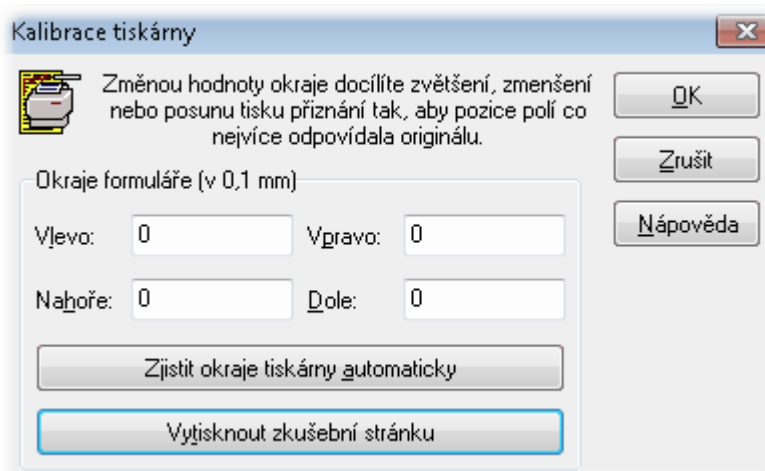 Kalibrace tiskárny
Změnou hodnoty okraje docílíte zvětšení, zmenšení
nebo posunu tisku přiznání tak, aby pozice polí co
nejvíce odpovídala originálu.
OK
Zrušit
Nápověda
Okraje formuláře (v 0,1 mm)
Vlevo: 0 Vpravo: 0
Nahoře: 0 Dole: 0
Zjistit okraje tiskárny automaticky
Vytisknout zkušební stránku